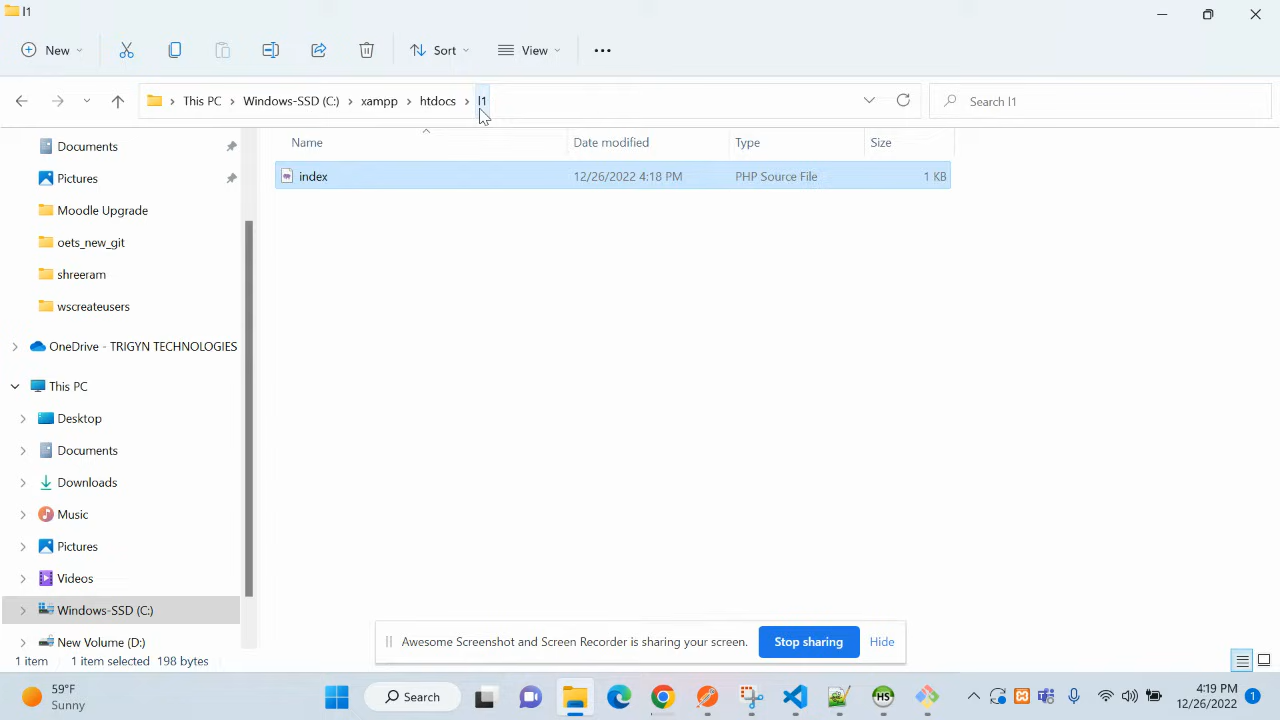 l1
New Sort View
This PC Windows-SSD (C:) xampp htdocs l1 Search l1
Name Date modified Type Size
index 12/26/2022 4:18 PM PHP Source File 1 KB
Documents
Pictures
Moodle Upgrade
oets_new_git
shreeram
wscreateusers
OneDrive - TRIGYN TECHNOLOGIES
This PC
Desktop
Documents
Downloads
Music
Pictures
Videos
Windows-SSD (C:)
New Volume (D:)
Awesome Screenshot and Screen Recorder is sharing your screen. Stop sharing Hide
1 item 1 item selected 198 bytes
59°F
Sunny
Search
HS
4:19 PM
12/26/2022
1